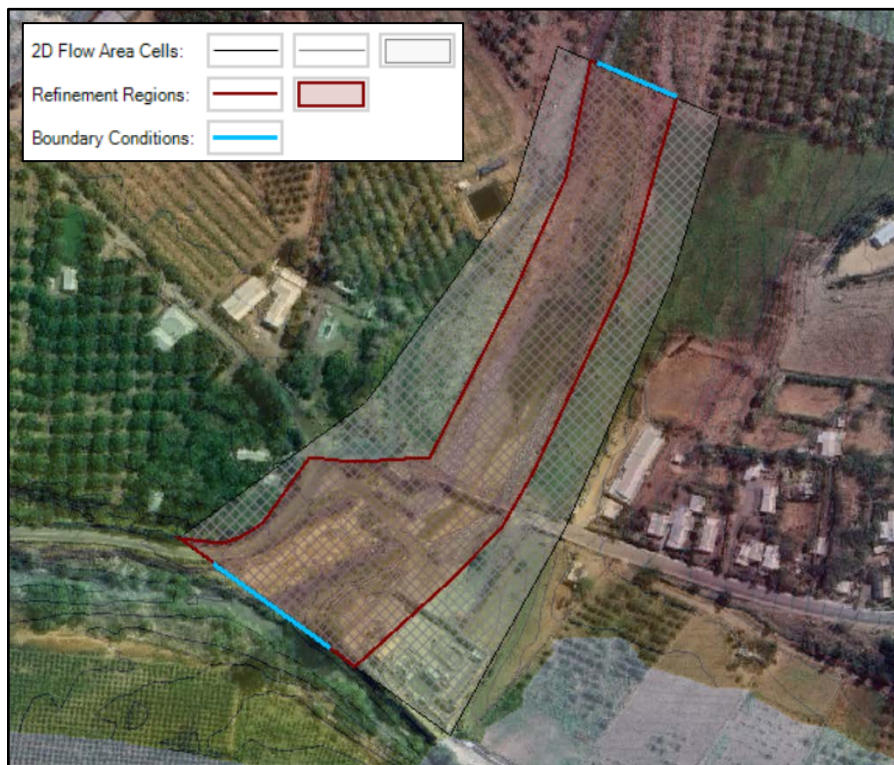 2D Flow Area Cells:
Refinement Regions:
Boundary Conditions: